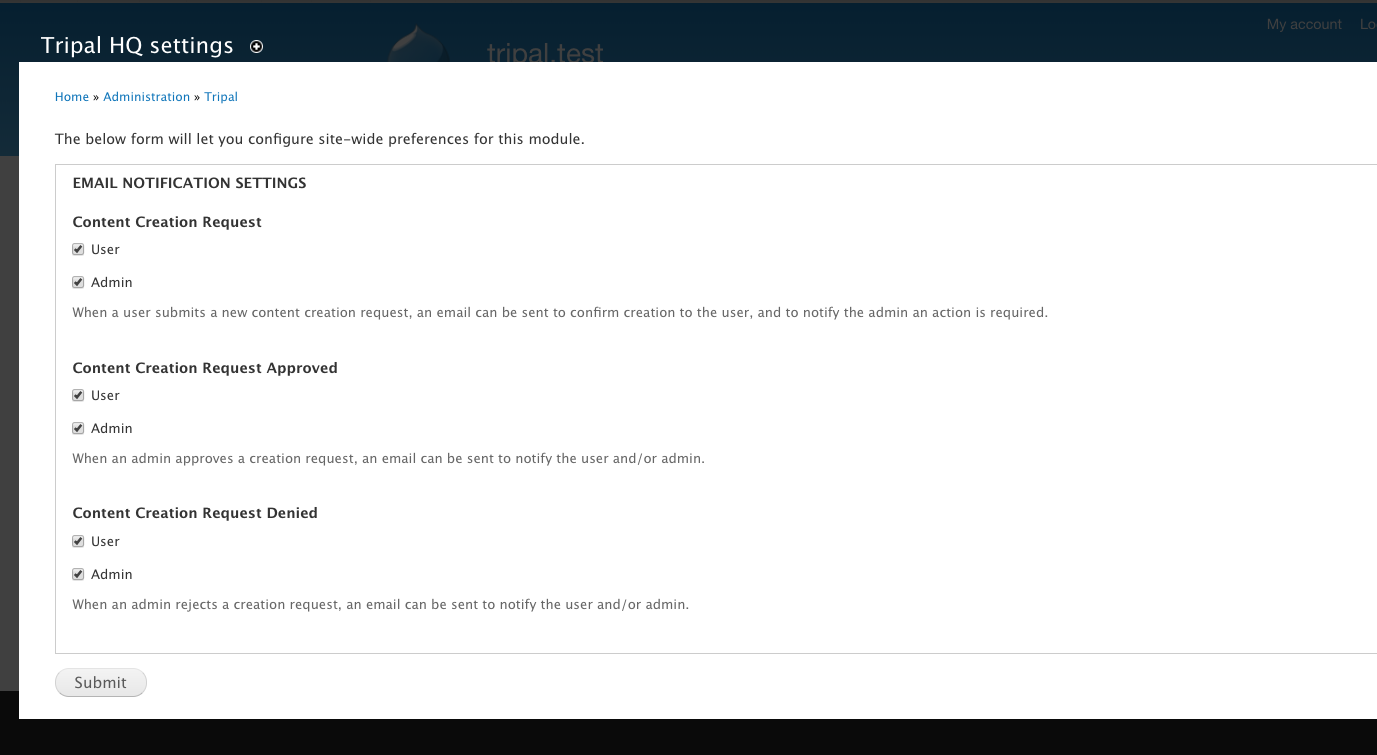 My account
Tripal HQ settings
tripal.test
Home » Administration » Tripal
The below form will let you configure site-wide preferences for this module.
EMAIL NOTIFICATION SETTINGS
Content Creation Request
User
Admin
When a user submits a new content creation request, an email can be sent to confirm creation to the user, and to notify the admin an action is required.
Content Creation Request Approved
User
Admin
When an admin approves a creation request, an email can be sent to notify the user and/or admin.
Content Creation Request Denied
User
Admin
When an admin rejects a creation request, an email can be sent to notify the user and/or admin.
Submit